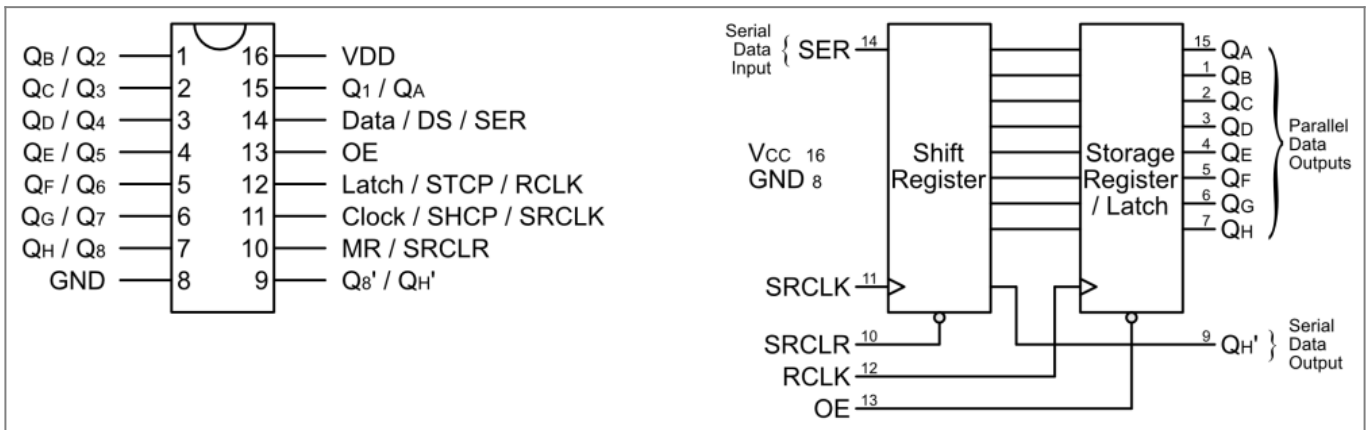 QB / Q2 1 16 VDD
QC / Q3 2 15 Q1 / QA
QD / Q4 3 14 Data / DS / SER
QE / Q5 4 13 OE
QF / Q6 5 12 Latch / STCP / RCLK
QG / Q7 6 11 Clock / SHCP / SRCLK
QH / Q8 7 10 MR / SRCLR
GND 8 9 Q8' / QH'
Serial
Data
Input
SER 14
VCC 16
GND 8
SRCLK 11
SRCLR 10
RCLK 12
OE 13
Shift
Register
Storage
Register
/ Latch
15 QA
1 QB
2 QC
3 QD
4 QE
5 QF
6 QG
7 QH
Parallel
Data
Outputs
9 QH'
Serial
Data
Output